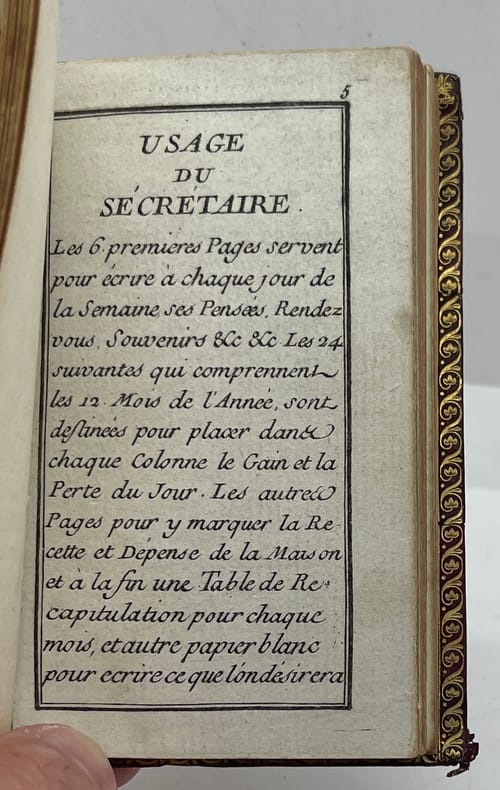 5
USAGE
DU
SÉCRÉTAIRE.
Les 6. premieres Pages servent
pour écrire à chaque jour de
la Semaine, ses Pensées, Rendez
vous, Souvenirs &c &c. Les 24
suivantes qui comprennent
les 12. Mois de l'Année, sont
destinées pour placer dans
chaque Colonne le Gain et la
Perte du Jour. Les autres
Pages pour y marquer la Re-
cette et Dépense de la Maison
et à la fin une Table de Re-
capitulation pour chaque
mois, et autre papier blanc
pour ecrire ce que l'on désirera